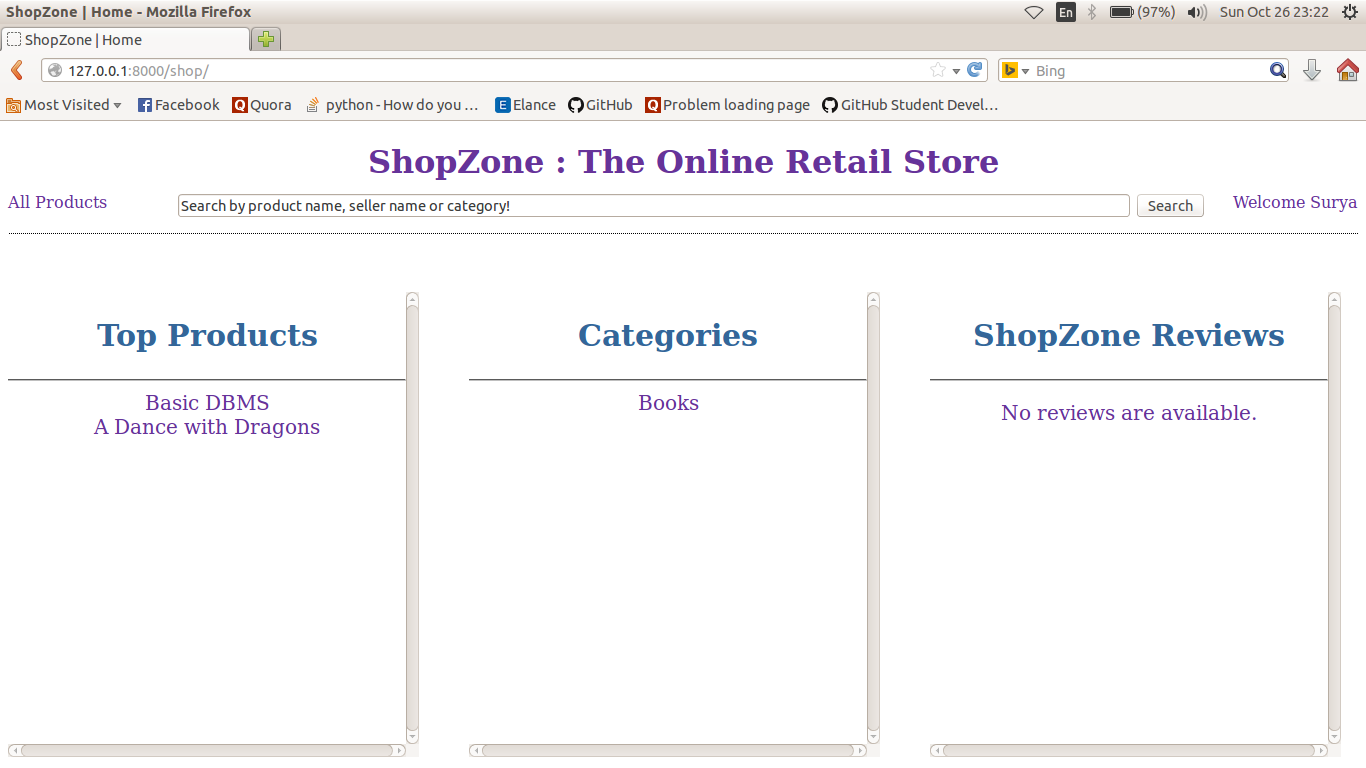 ShopZone | Home - Mozilla Firefox
En (97%) Sun Oct 26 23:22
ShopZone | Home
127.0.0.1:8000/shop/ Bing
Most Visited Facebook Quora python - How do you ... Elance GitHub Problem loading page GitHub Student Devel...
ShopZone : The Online Retail Store
All Products Search by product name, seller name or category! Search Welcome Surya
Top Products
Basic DBMS
A Dance with Dragons
Categories
Books
ShopZone Reviews
No reviews are available.